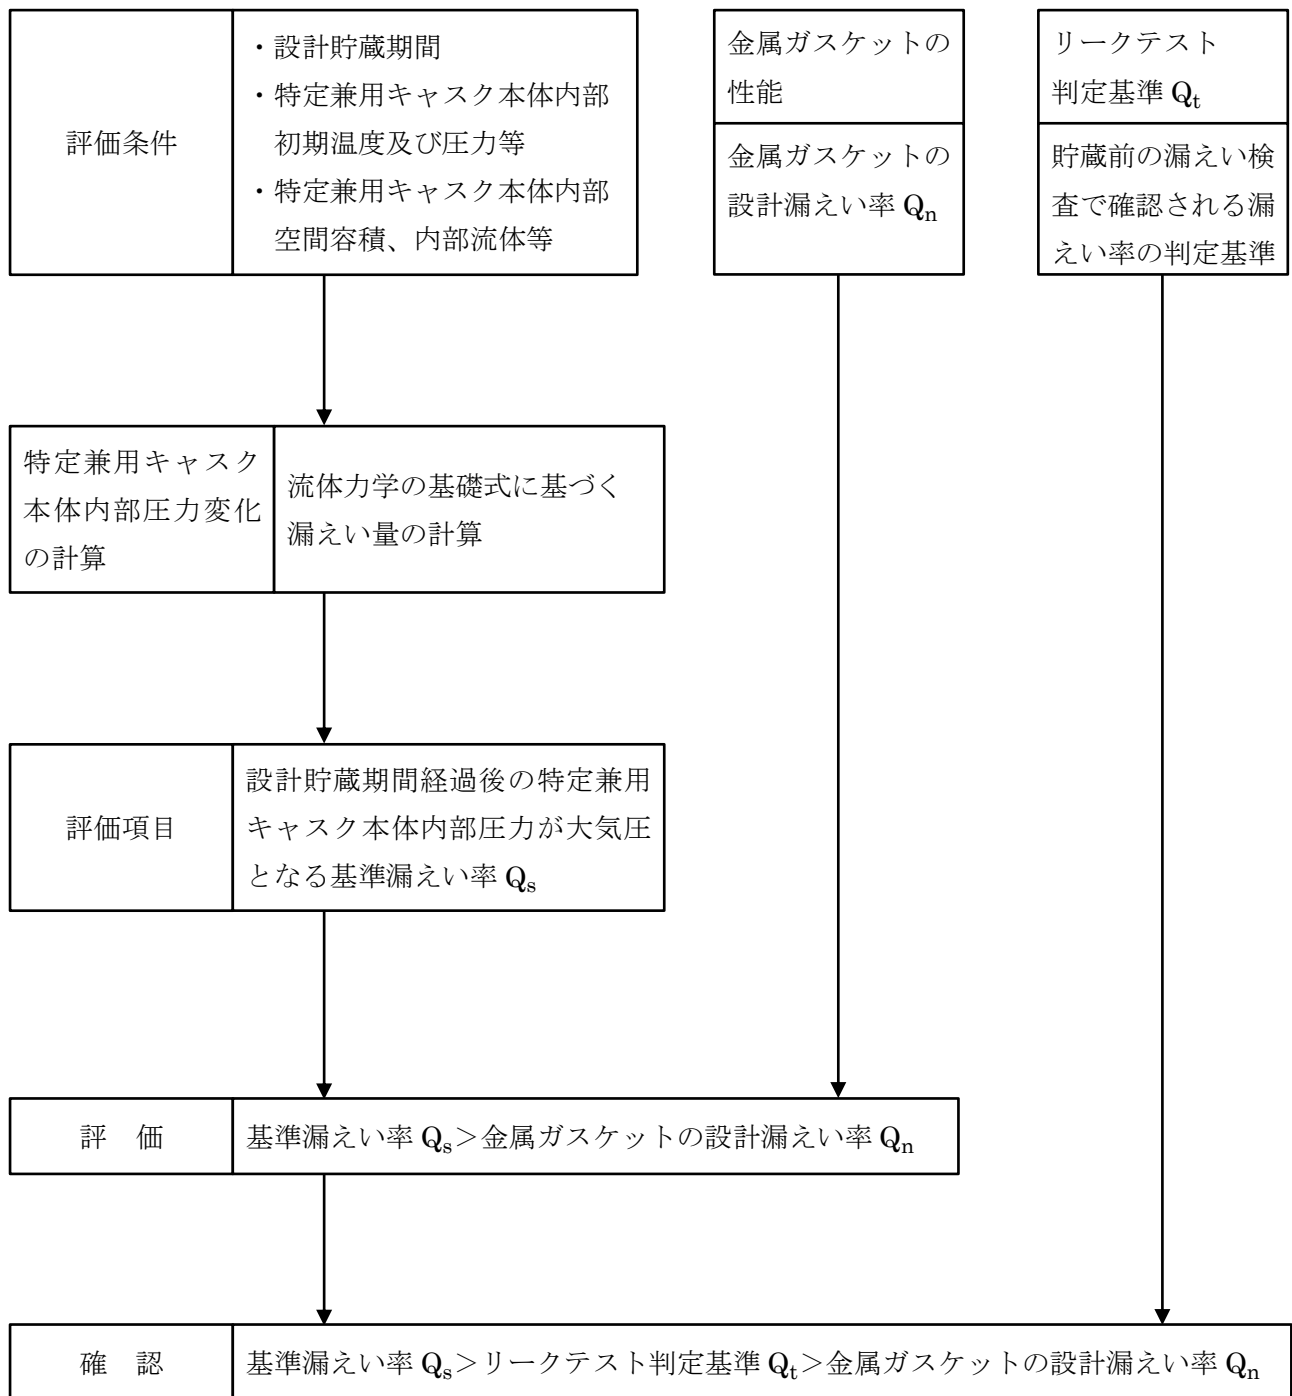 評価条件
・設計貯蔵期間
・特定兼用キャスク本体内部
初期温度及び圧力等
・特定兼用キャスク本体内部
空間容積、内部流体等
金属ガスケットの
性能
金属ガスケットの
設計漏えい率 Qn
リークテスト
判定基準 Qt
貯蔵前の漏えい検
査で確認される漏
えい率の判定基準
特定兼用キャスク
本体内部圧力変化
の計算
流体力学の基礎式に基づく
漏えい量の計算
評価項目
設計貯蔵期間経過後の特定兼用
キャスク本体内部圧力が大気圧
となる基準漏えい率 Qs
評 価
基準漏えい率 Qs>金属ガスケットの設計漏えい率 Qn
確 認
基準漏えい率 Qs>リークテスト判定基準 Qt>金属ガスケットの設計漏えい率 Qn